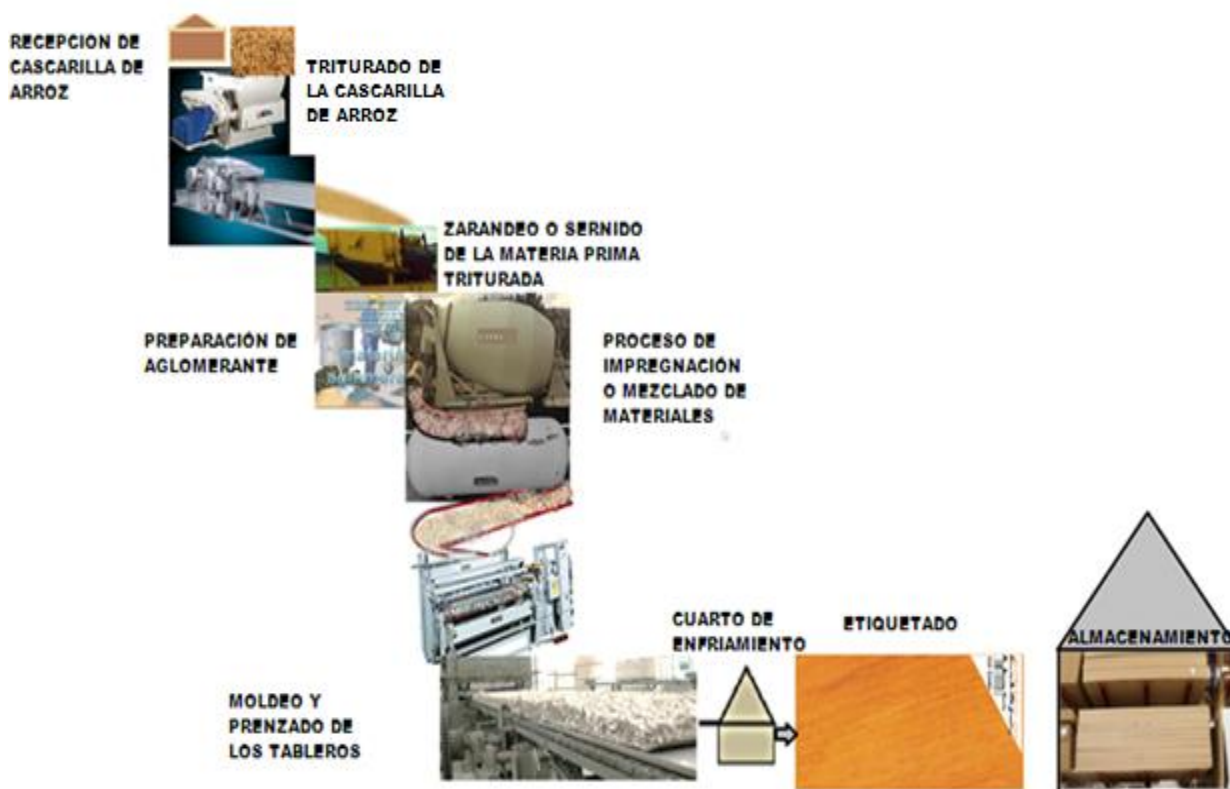 RECEPCION DE
CASCARILLA DE
ARROZ
TRITURADO DE
LA CASCARILLA
DE ARROZ
ZARANDEO O SERNIDO
DE LA MATERIA PRIMA
TRITURADA
PREPARACIÓN DE
AGLOMERANTE
PROCESO DE
IMPREGNACIÓN
O MEZCLADO DE
MATERIALES
MOLDEO Y
PRENZADO DE
LOS TABLEROS
CUARTO DE
ENFRIAMIENTO
ETIQUETADO
ALMACENAMIENTO